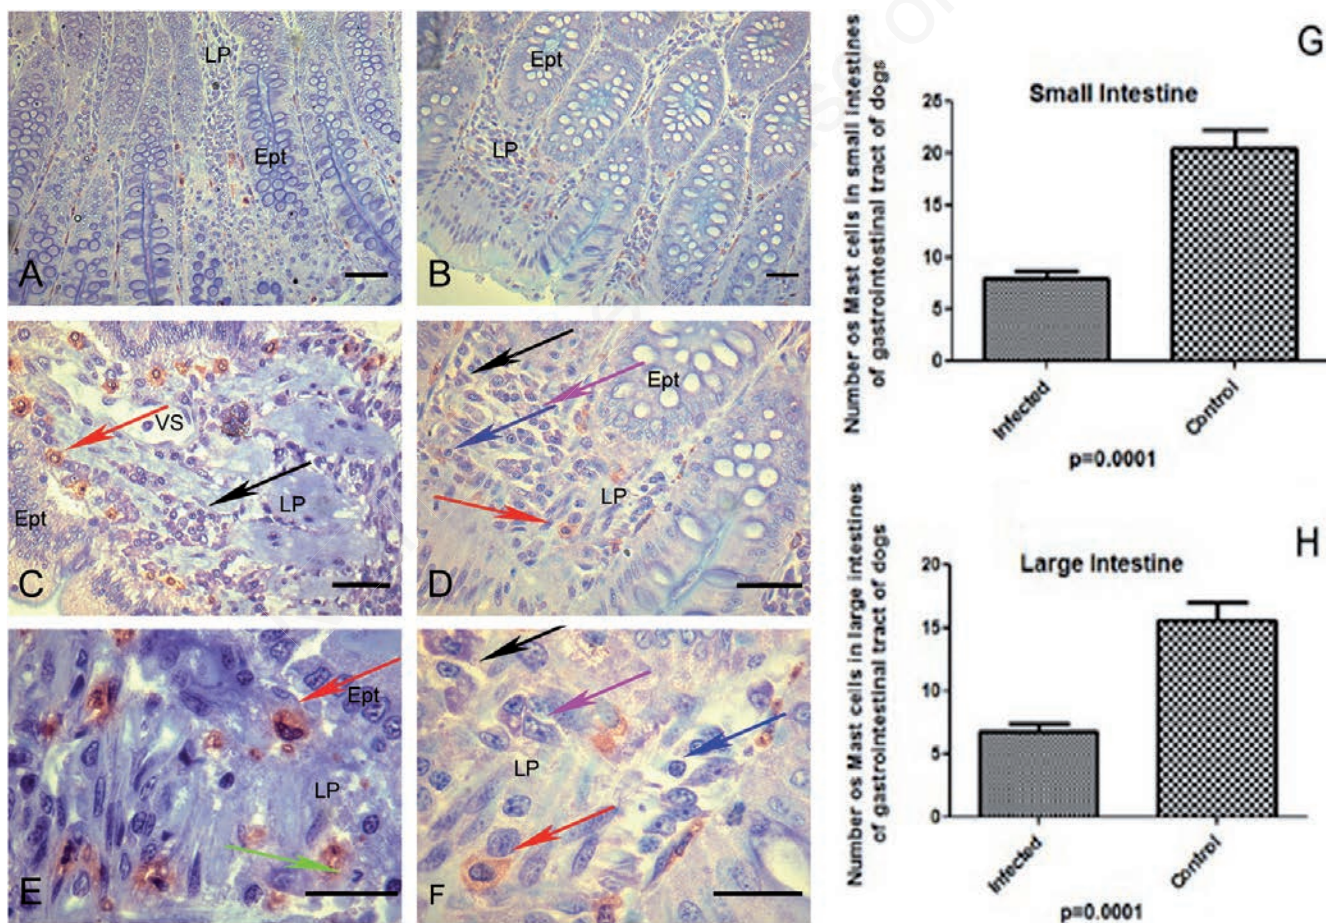 LP
Ept
A
Ept
LP
B
VS
LP
Ept
C
Ept
LP
D
Ept
LP
E
LP
F
G
Small Intestine
Number os Mast cells in small intestines
of gastrointestinal tract of dogs
25
20
15
10
5
0
Infected
Control
p=0.0001
H
Large Intestine
Number os Mast cells in large intestines
of gastrointestinal tract of dogs
20
15
10
5
0
Infected
Control
p=0.0001